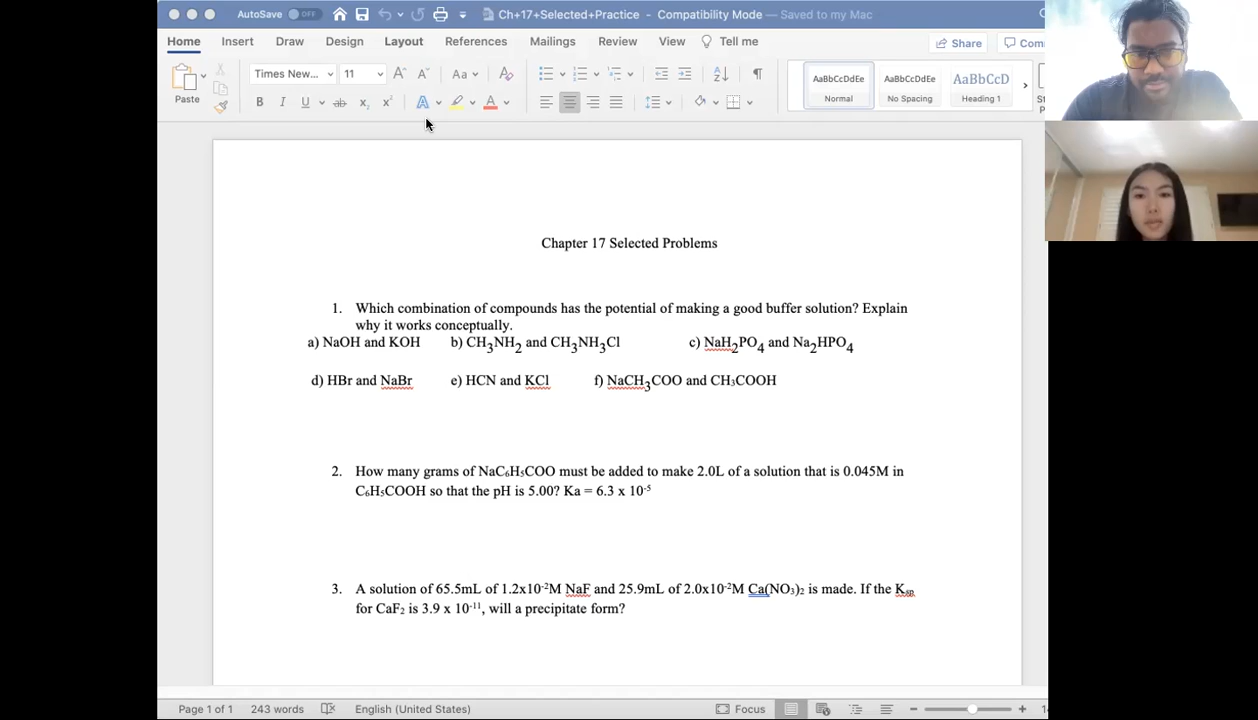 AutoSave OFF Ch+17+Selected+Practice - Compatibility Mode — Saved to my Mac
Home Insert Draw Design Layout References Mailings Review View Tell me Share
Times New... 11 A A Aa A AaBbCcDdEe AaBbCcDdEe AaBbCcD
Paste B I U ab x₂ x² A A Normal No Spacing Heading 1
Chapter 17 Selected Problems
1. Which combination of compounds has the potential of making a good buffer solution? Explain
why it works conceptually.
a) NaOH and KOH b) CH₃NH₂ and CH₃NH₃Cl c) NaH₂PO₄ and Na₂HPO₄
d) HBr and NaBr e) HCN and KCl f) NaCH₃COO and CH₃COOH
2. How many grams of NaC₆H₅COO must be added to make 2.0L of a solution that is 0.045M in
C₆H₅COOH so that the pH is 5.00? Ka = 6.3 x 10⁻⁵
3. A solution of 65.5mL of 1.2x10⁻²M NaF and 25.9mL of 2.0x10⁻²M Ca(NO₃)₂ is made. If the Kₛₚ
for CaF₂ is 3.9 x 10⁻¹¹, will a precipitate form?
Page 1 of 1 243 words English (United States) Focus